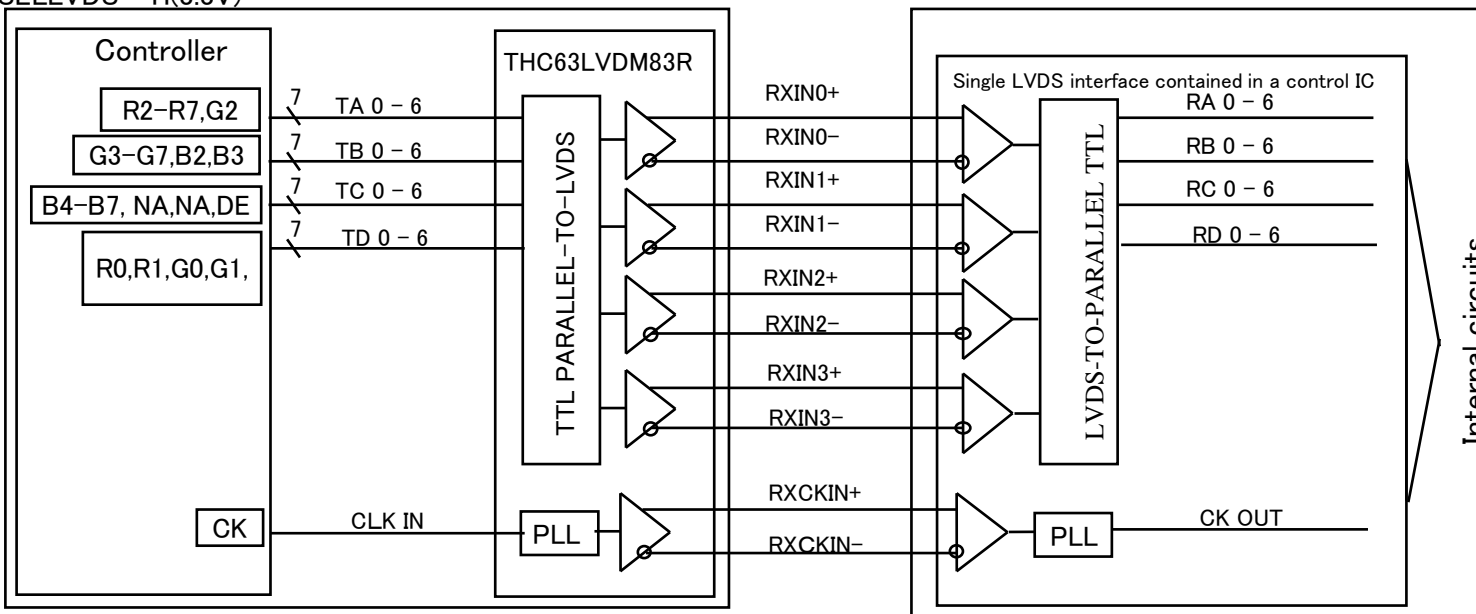 Controller
THC63LVDM83R
Single LVDS interface contained in a control IC
R2-R7,G2
7
TA 0 - 6
G3-G7,B2,B3
7
TB 0 - 6
B4-B7, NA,NA,DE
7
TC 0 - 6
R0,R1,G0,G1,
7
TD 0 - 6
CK
CLK IN
TTL PARALLEL-TO-LVDS
PLL
RXIN0+
RXIN0-
RXIN1+
RXIN1-
RXIN2+
RXIN2-
RXIN3+
RXIN3-
RXCKIN+
RXCKIN-
LVDS-TO-PARALLEL TTL
PLL
RA 0 - 6
RB 0 - 6
RC 0 - 6
RD 0 - 6
CK OUT
Internal circuits